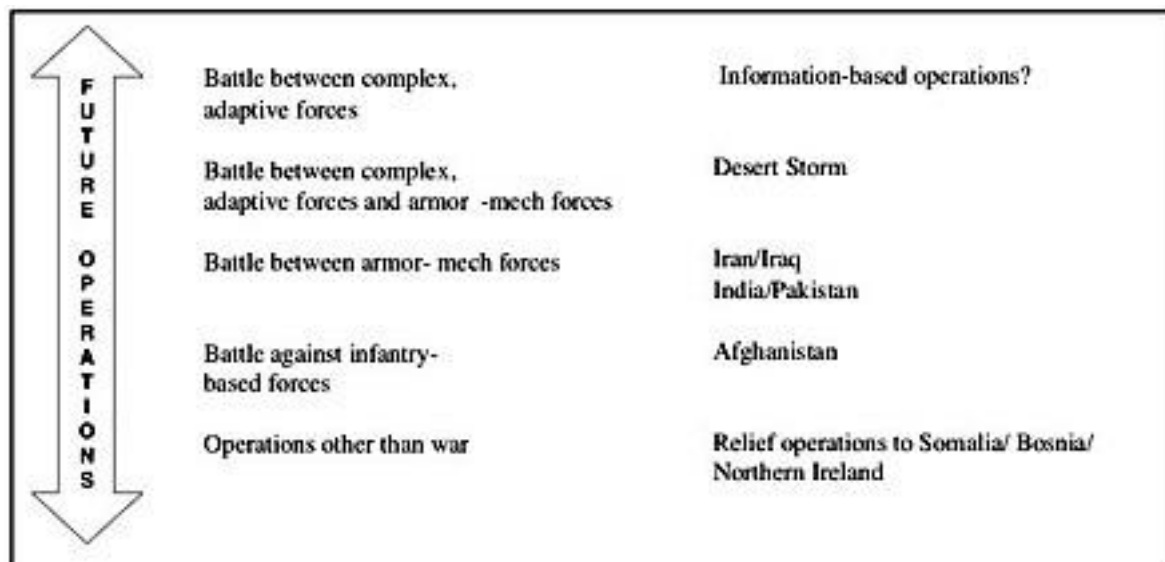 FUTURE OPERATIONS
Battle between complex,
adaptive forces
Information-based operations?
Battle between complex,
adaptive forces and armor -mech forces
Desert Storm
Battle between armor- mech forces
Iran/Iraq
India/Pakistan
Battle against infantry-
based forces
Afghanistan
Operations other than war
Relief operations to Somalia/ Bosnia/
Northern Ireland